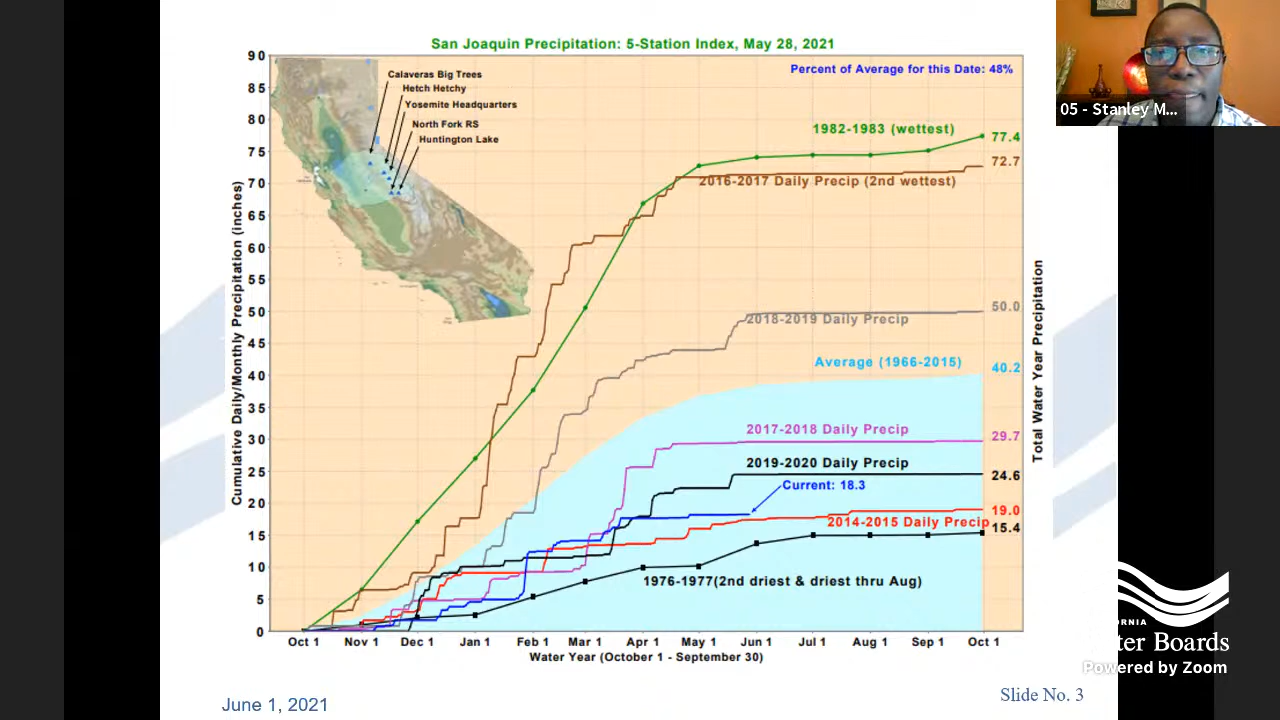 San Joaquin Precipitation: 5-Station Index, May 28, 2021
Percent of Average for this Date: 48%
Calaveras Big Trees
Hetch Hetchy
Yosemite Headquarters
North Fork RS
Huntington Lake
Cumulative Daily/Monthly Precipitation (inches)
90
85
80
75
70
65
60
55
50
45
40
35
30
25
20
15
10
5
0
1982-1983 (wettest)
77.4
72.7
2016-2017 Daily Precip (2nd wettest)
50.0
2018-2019 Daily Precip
Average (1966-2015)
40.2
2017-2018 Daily Precip
29.7
2019-2020 Daily Precip
24.6
Current: 18.3
19.0
2014-2015 Daily Precip
15.4
1976-1977(2nd driest & driest thru Aug)
Total Water Year Precipitation
Oct 1 Nov 1 Dec 1 Jan 1 Feb 1 Mar 1 Apr 1 May 1 Jun 1 Jul 1 Aug 1 Sep 1 Oct 1
Water Year (October 1 - September 30)
June 1, 2021
Slide No. 3
05 - Stanley M...
ORNIA
ter Boards
Powered by Zoom